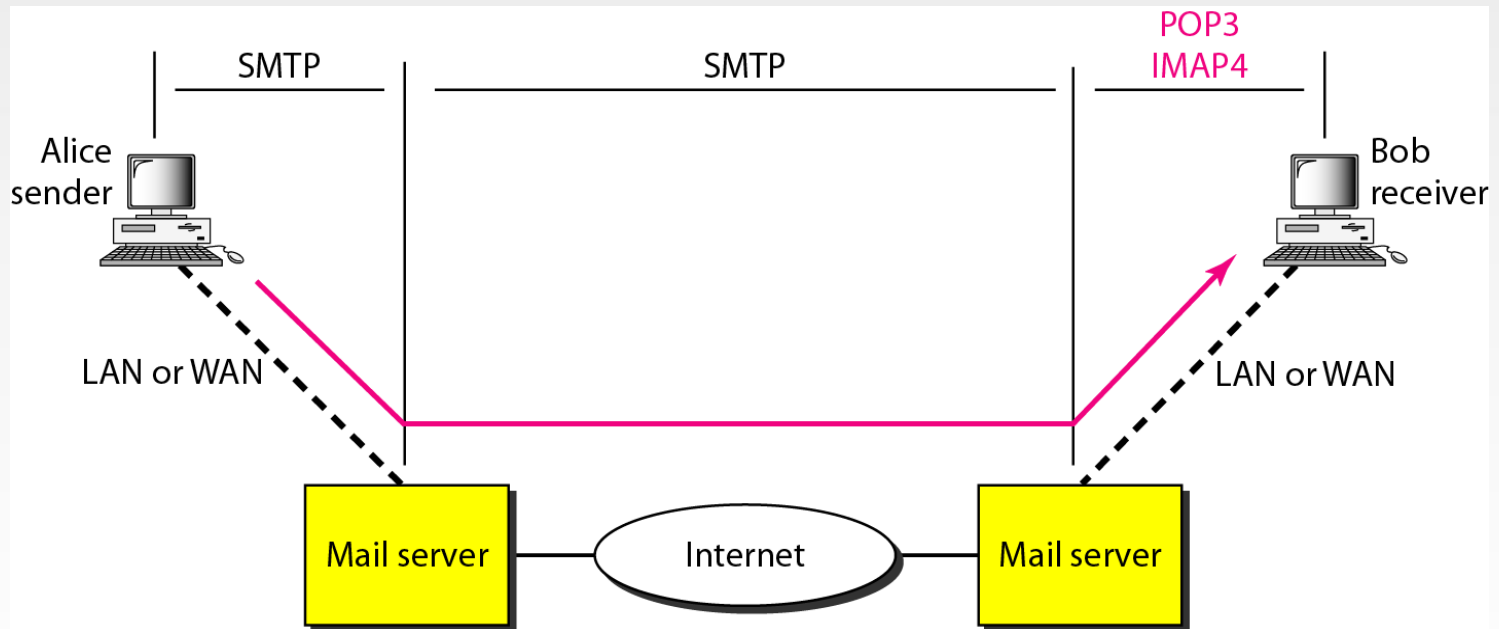 POP3
SMTP
SMTP
IMAP4
Alice
sender
Bob
receiver
LAN or WAN
LAN or WAN
Mail server
Internet
Mail server